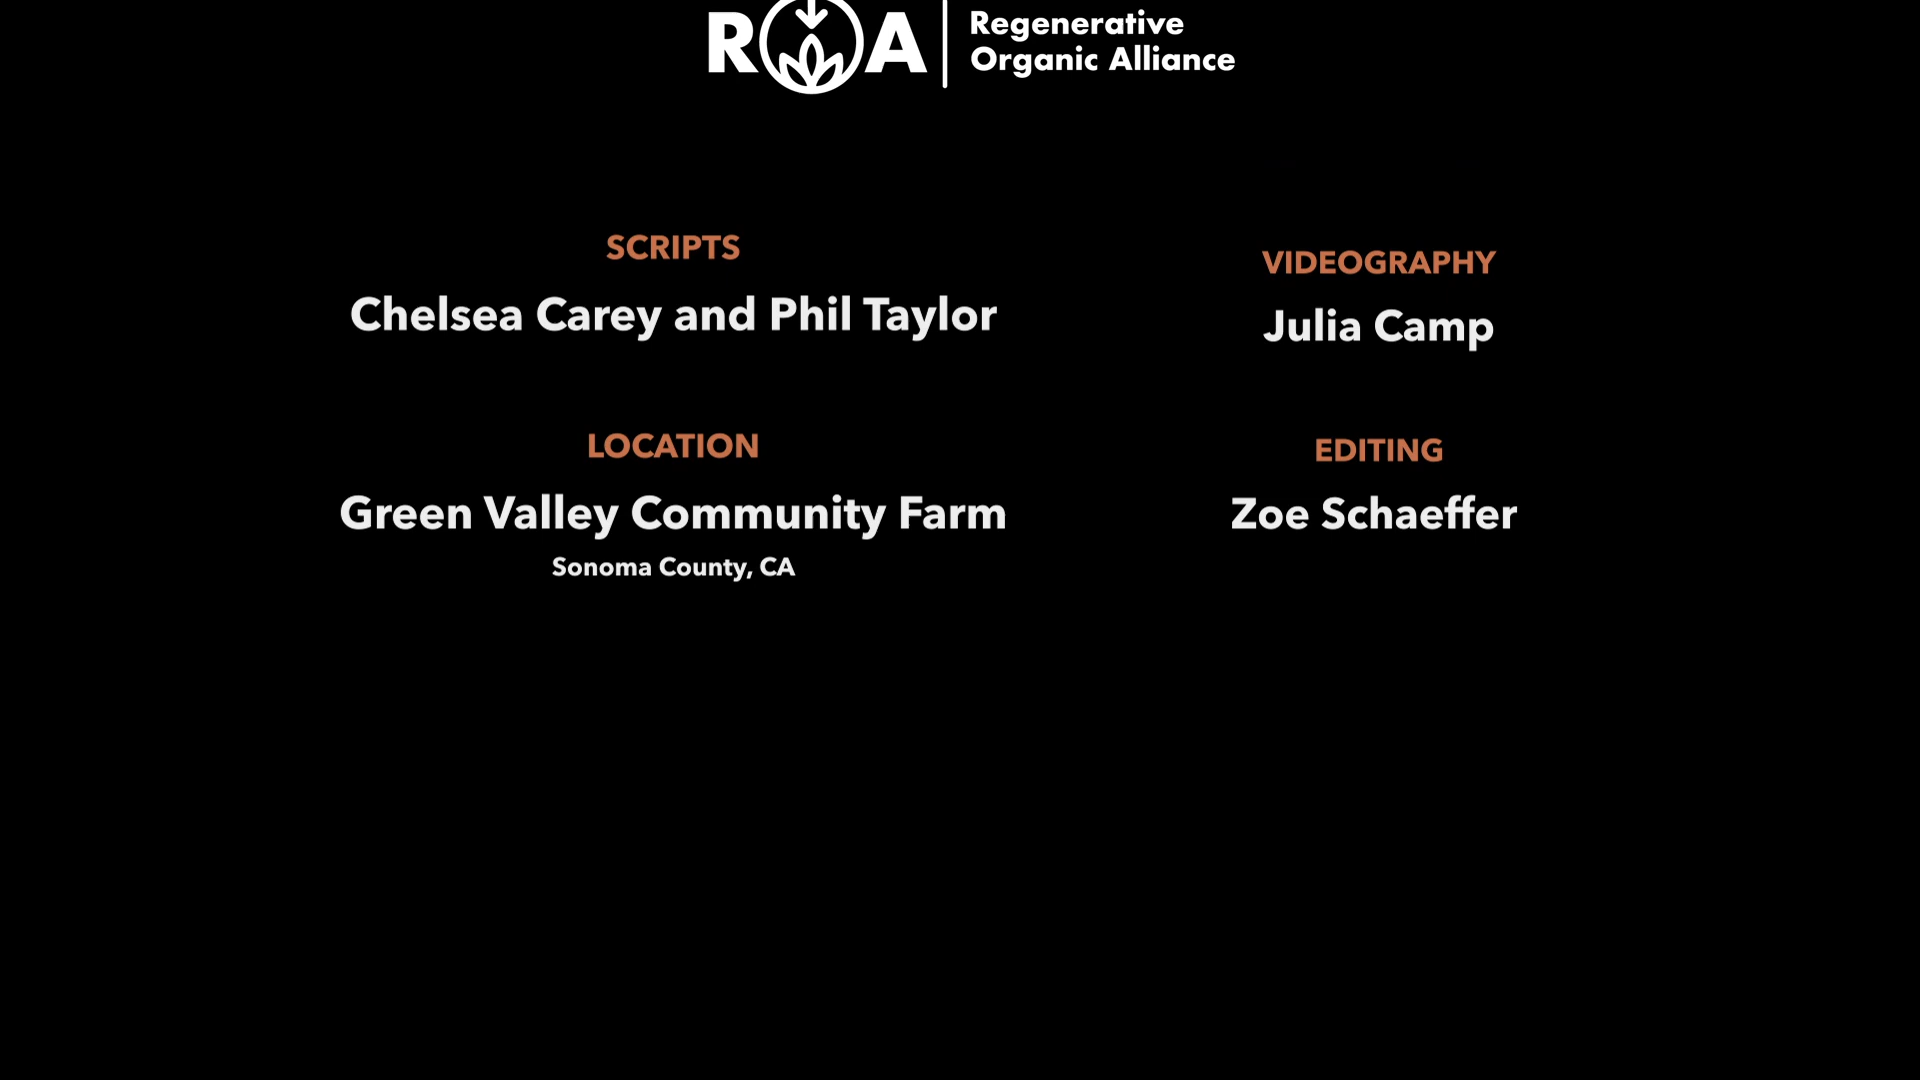 ROA
Regenerative
Organic Alliance
SCRIPTS
Chelsea Carey and Phil Taylor
VIDEOGRAPHY
Julia Camp
LOCATION
Green Valley Community Farm
Sonoma County, CA
EDITING
Zoe Schaeffer